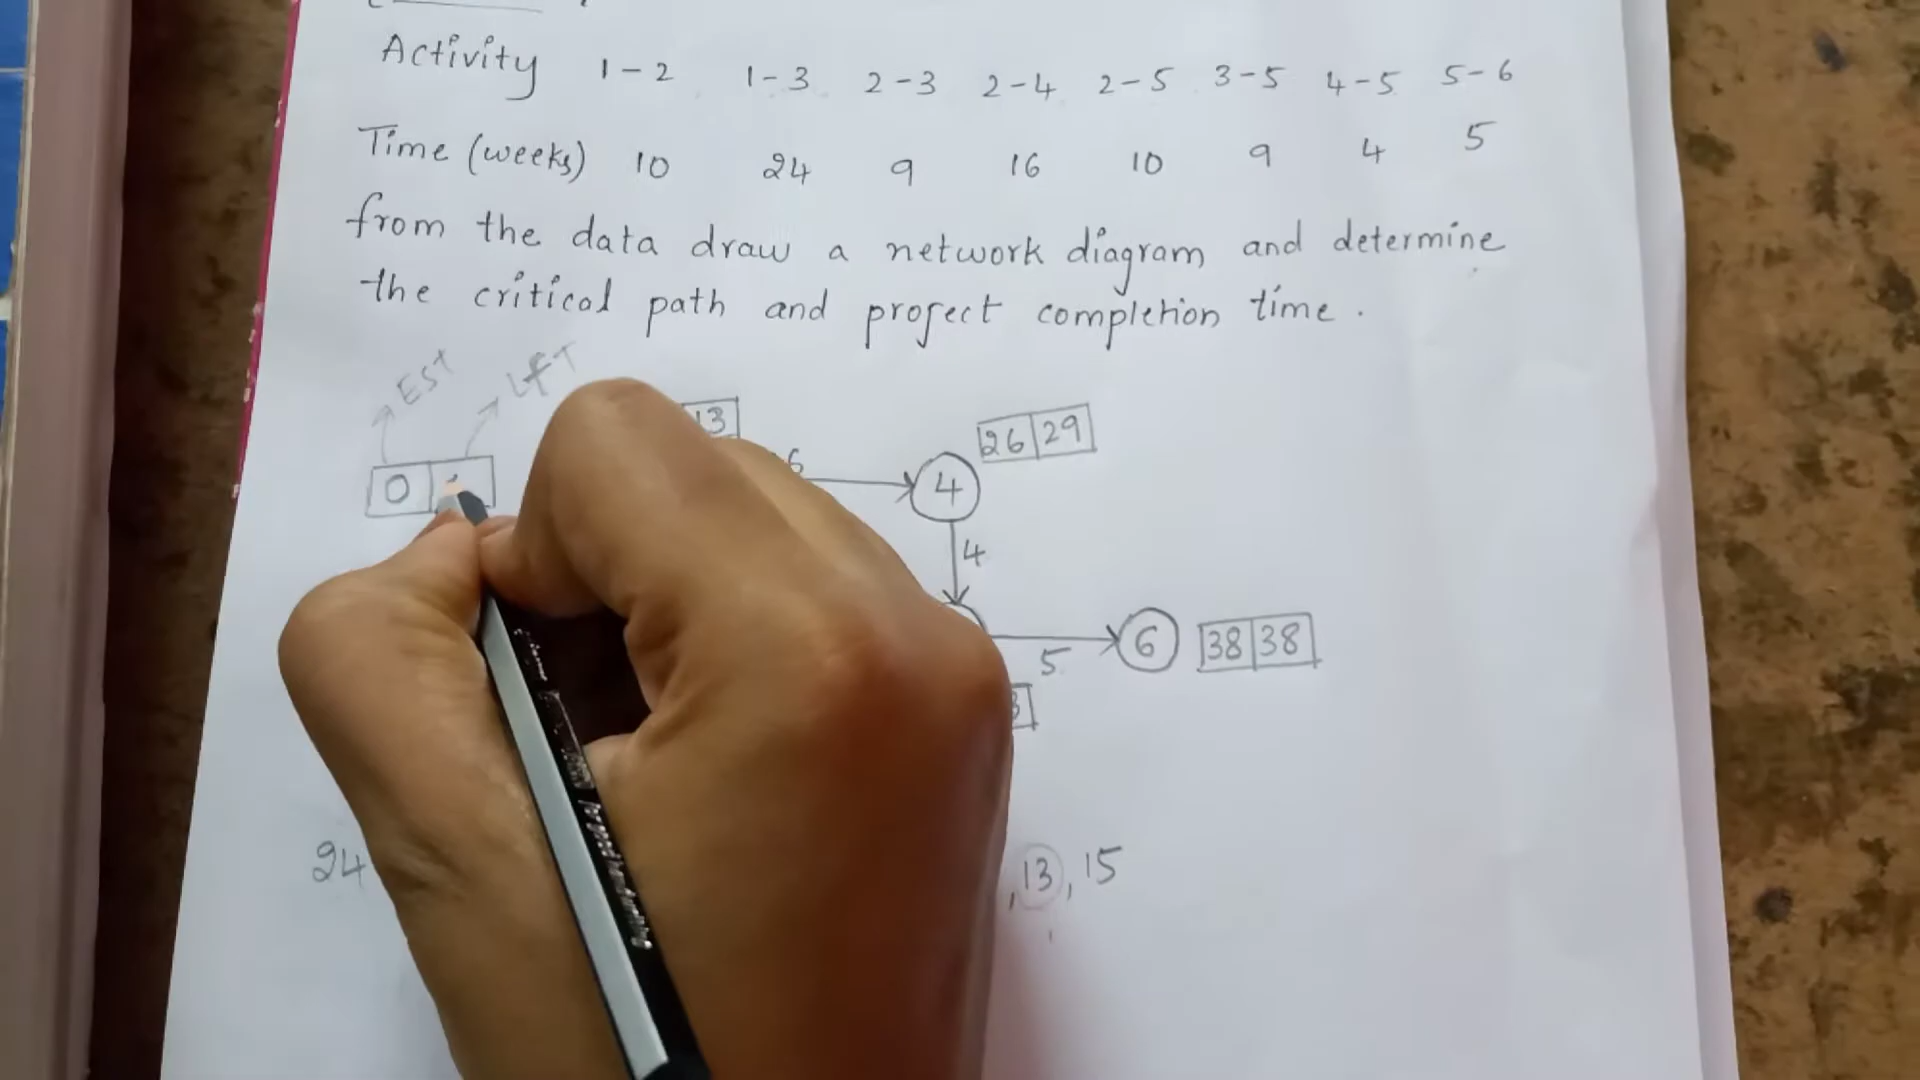 Activity 1-2 1-3 2-3 2-4 2-5 3-5 4-5 5-6
Time (weeks) 10 24 9 16 10 9 4 5
from the data draw a network diagram and determine
the critical path and project completion time.
EST LFT
13
26 29
0
6
4
4
5
6
38 38
24
, 13, 15